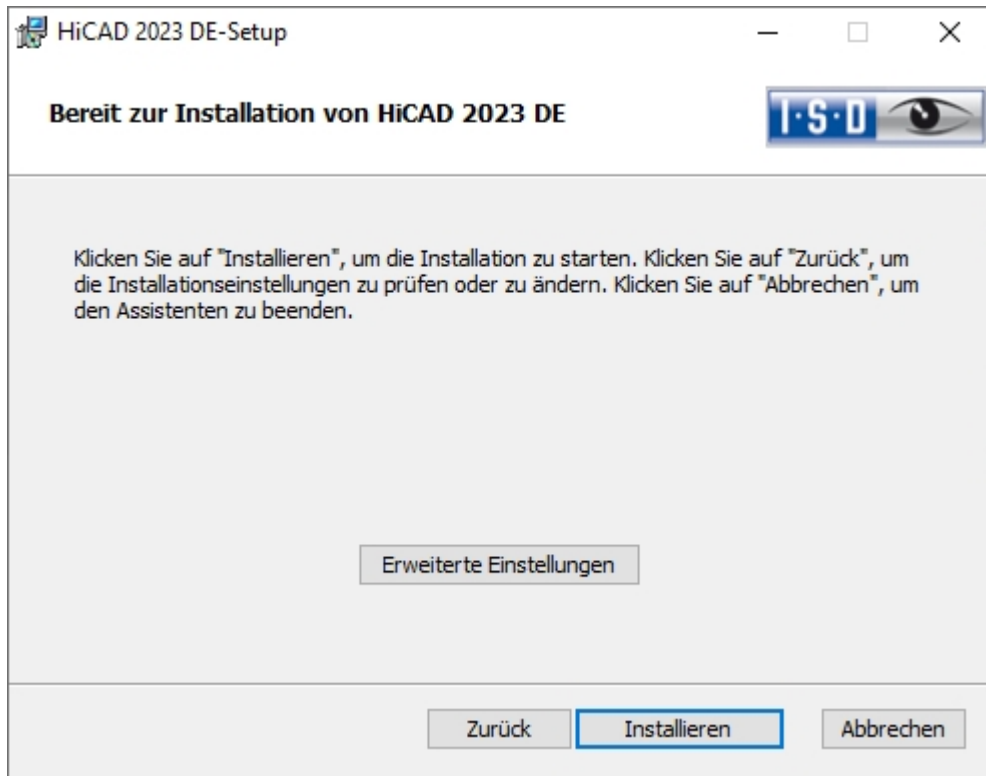 HiCAD 2023 DE-Setup
Bereit zur Installation von HiCAD 2023 DE
I·S·D
Klicken Sie auf "Installieren", um die Installation zu starten. Klicken Sie auf "Zurück", um
die Installationseinstellungen zu prüfen oder zu ändern. Klicken Sie auf "Abbrechen", um
den Assistenten zu beenden.
Erweiterte Einstellungen
Zurück
Installieren
Abbrechen